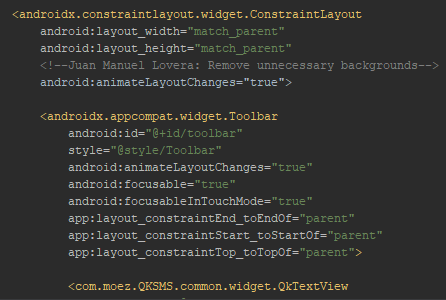 <androidx.constraintlayout.widget.ConstraintLayout
android:layout_width="match_parent"
android:layout_height="match_parent"
<!--Juan Manuel Lovera: Remove unnecessary backgrounds-->
android:animateLayoutChanges="true">
<androidx.appcompat.widget.Toolbar
android:id="@+id/toolbar"
style="@style/Toolbar"
android:animateLayoutChanges="true"
android:focusable="true"
android:focusableInTouchMode="true"
app:layout_constraintEnd_toEndOf="parent"
app:layout_constraintStart_toStartOf="parent"
app:layout_constraintTop_toTopOf="parent">
<com.moez.QKSMS.common.widget.QkTextView